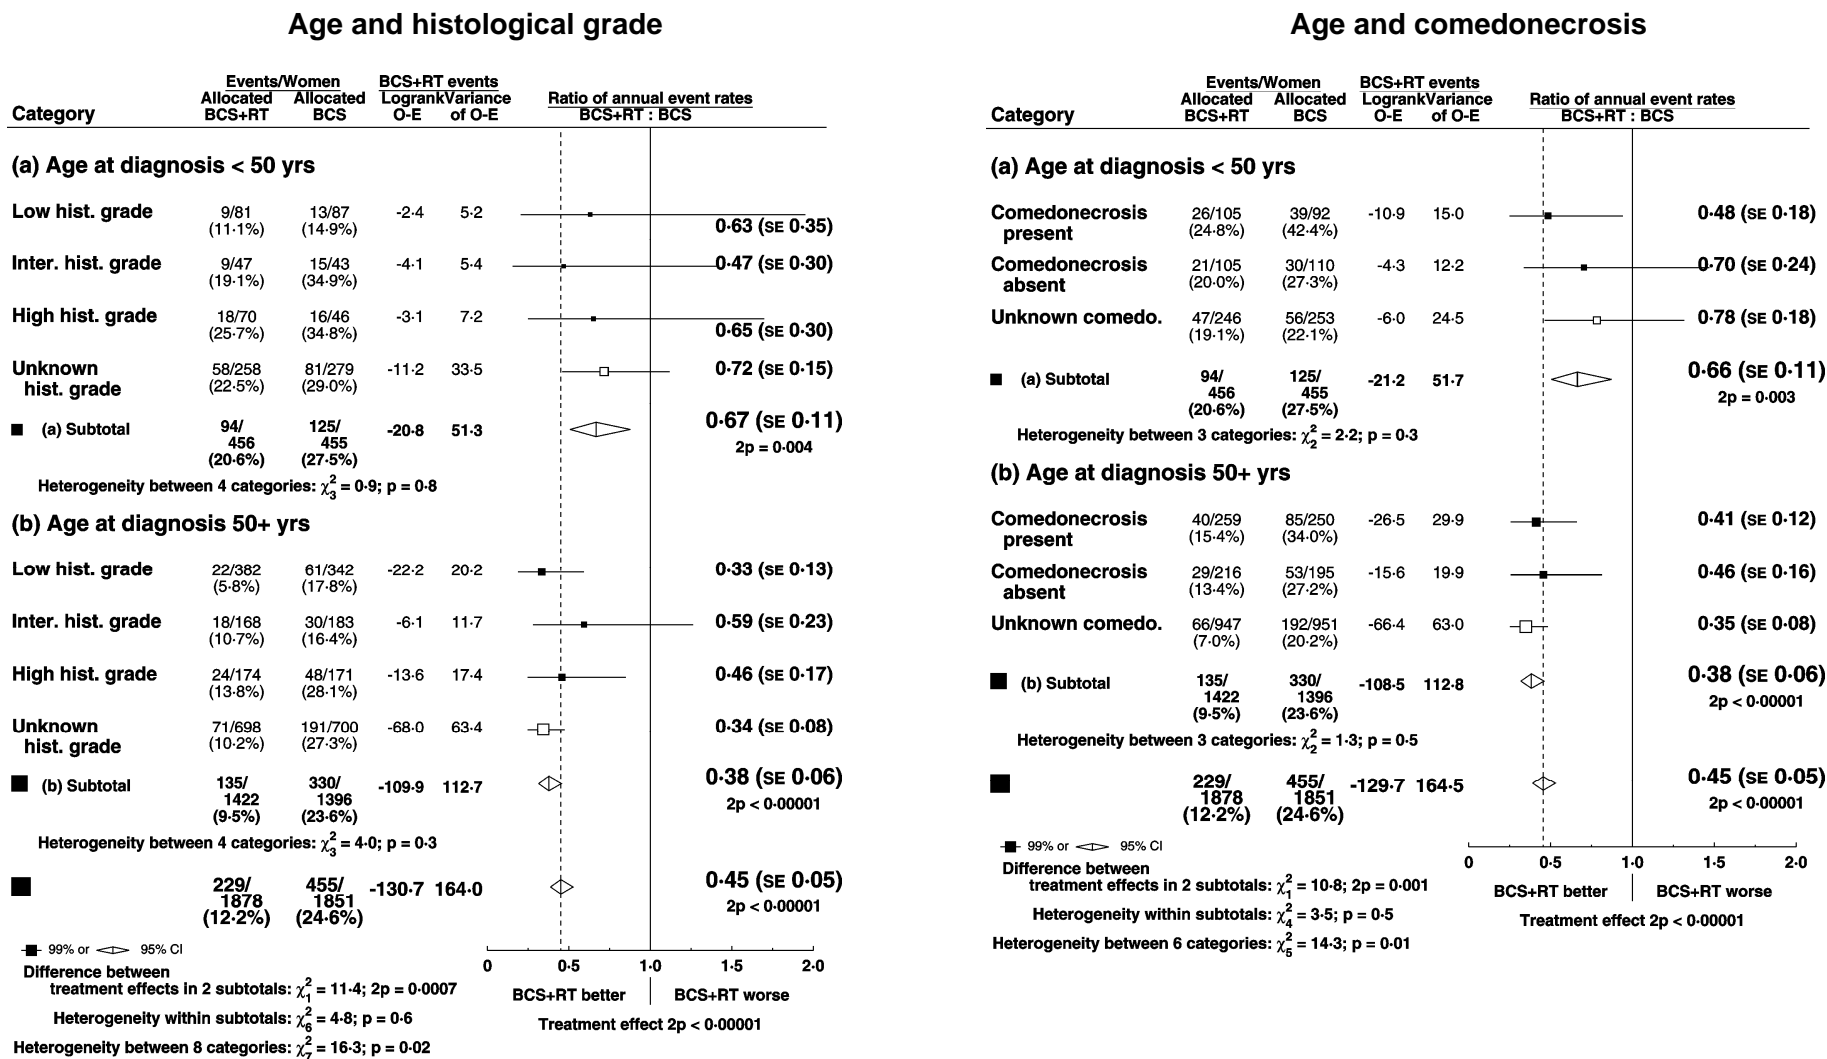 Age and histological grade
Events/Women BCS+RT events
Allocated Allocated LogrankVariance Ratio of annual event rates
Category BCS+RT BCS O-E of O-E BCS+RT : BCS
(a) Age at diagnosis < 50 yrs
Low hist. grade 9/81 13/87 -2·4 5·2
(11·1%) (14·9%) 0·63 (SE 0·35)
Inter. hist. grade 9/47 15/43 -4·1 5·4 0·47 (SE 0·30)
(19·1%) (34·9%)
High hist. grade 18/70 16/46 -3·1 7·2
(25·7%) (34·8%) 0·65 (SE 0·30)
Unknown 58/258 81/279 -11·2 33·5 0·72 (SE 0·15)
hist. grade (22·5%) (29·0%)
(a) Subtotal 94/ 125/ -20·8 51·3 0·67 (SE 0·11)
456 455 2p = 0·004
(20·6%) (27·5%)
Heterogeneity between 4 categories: χ²₃ = 0·9; p = 0·8
(b) Age at diagnosis 50+ yrs
Low hist. grade 22/382 61/342 -22·2 20·2 0·33 (SE 0·13)
(5·8%) (17·8%)
Inter. hist. grade 18/168 30/183 -6·1 11·7 0·59 (SE 0·23)
(10·7%) (16·4%)
High hist. grade 24/174 48/171 -13·6 17·4 0·46 (SE 0·17)
(13·8%) (28·1%)
Unknown 71/698 191/700 -68·0 63·4 0·34 (SE 0·08)
hist. grade (10·2%) (27·3%)
(b) Subtotal 135/ 330/ -109·9 112·7 0·38 (SE 0·06)
1422 1396 2p < 0·00001
(9·5%) (23·6%)
Heterogeneity between 4 categories: χ²₃ = 4·0; p = 0·3
229/ 455/ -130·7 164·0 0·45 (SE 0·05)
1878 1851 2p < 0·00001
(12·2%) (24·6%)
99% or 95% CI
0 0·5 1·0 1·5 2·0
Difference between
treatment effects in 2 subtotals: χ²₁ = 11·4; 2p = 0·0007
BCS+RT better BCS+RT worse
Heterogeneity within subtotals: χ²₆ = 4·8; p = 0·6
Treatment effect 2p < 0·00001
Heterogeneity between 8 categories: χ²₇ = 16·3; p = 0·02
Age and comedonecrosis
Events/Women BCS+RT events
Allocated Allocated LogrankVariance Ratio of annual event rates
Category BCS+RT BCS O-E of O-E BCS+RT : BCS
(a) Age at diagnosis < 50 yrs
Comedonecrosis 26/105 39/92 -10·9 15·0 0·48 (SE 0·18)
present (24·8%) (42·4%)
Comedonecrosis 21/105 30/110 -4·3 12·2 0·70 (SE 0·24)
absent (20·0%) (27·3%)
Unknown comedo. 47/246 56/253 -6·0 24·5 0·78 (SE 0·18)
(19·1%) (22·1%)
(a) Subtotal 94/ 125/ -21·2 51·7 0·66 (SE 0·11)
456 455 2p = 0·003
(20·6%) (27·5%)
Heterogeneity between 3 categories: χ²₂ = 2·2; p = 0·3
(b) Age at diagnosis 50+ yrs
Comedonecrosis 40/259 85/250 -26·5 29·9 0·41 (SE 0·12)
present (15·4%) (34·0%)
Comedonecrosis 29/216 53/195 -15·6 19·9 0·46 (SE 0·16)
absent (13·4%) (27·2%)
Unknown comedo. 66/947 192/951 -66·4 63·0 0·35 (SE 0·08)
(7·0%) (20·2%)
(b) Subtotal 135/ 330/ -108·5 112·8 0·38 (SE 0·06)
1422 1396 2p < 0·00001
(9·5%) (23·6%)
Heterogeneity between 3 categories: χ²₂ = 1·3; p = 0·5
229/ 455/ -129·7 164·5 0·45 (SE 0·05)
1878 1851 2p < 0·00001
(12·2%) (24·6%)
99% or 95% CI
0 0·5 1·0 1·5 2·0
Difference between
treatment effects in 2 subtotals: χ²₁ = 10·8; 2p = 0·001
BCS+RT better BCS+RT worse
Heterogeneity within subtotals: χ²₄ = 3·5; p = 0·5
Treatment effect 2p < 0·00001
Heterogeneity between 6 categories: χ²₅ = 14·3; p = 0·01